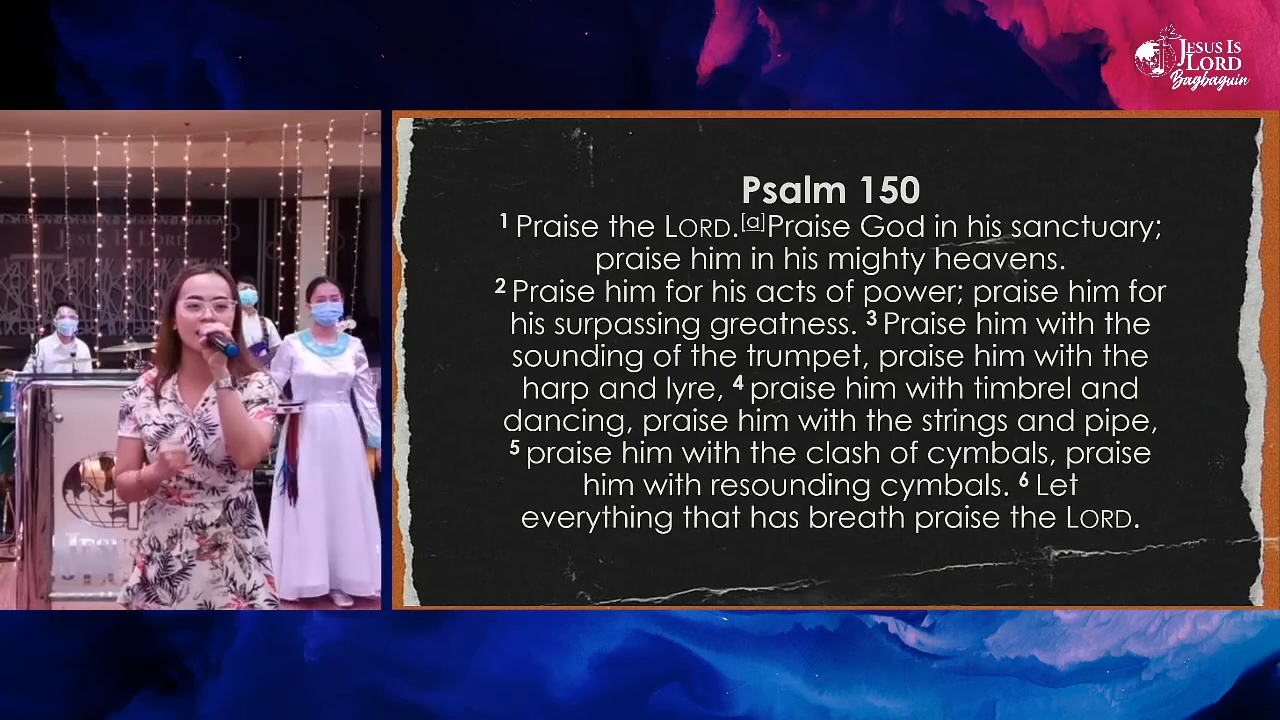 JESUS IS
LORD
Bagbaguin
JESUS IS LORD
Psalm 150
1 Praise the LORD.[a]Praise God in his sanctuary;
praise him in his mighty heavens.
2 Praise him for his acts of power; praise him for
his surpassing greatness. 3 Praise him with the
sounding of the trumpet, praise him with the
harp and lyre, 4 praise him with timbrel and
dancing, praise him with the strings and pipe,
5 praise him with the clash of cymbals, praise
him with resounding cymbals. 6 Let
everything that has breath praise the LORD.
JESUS